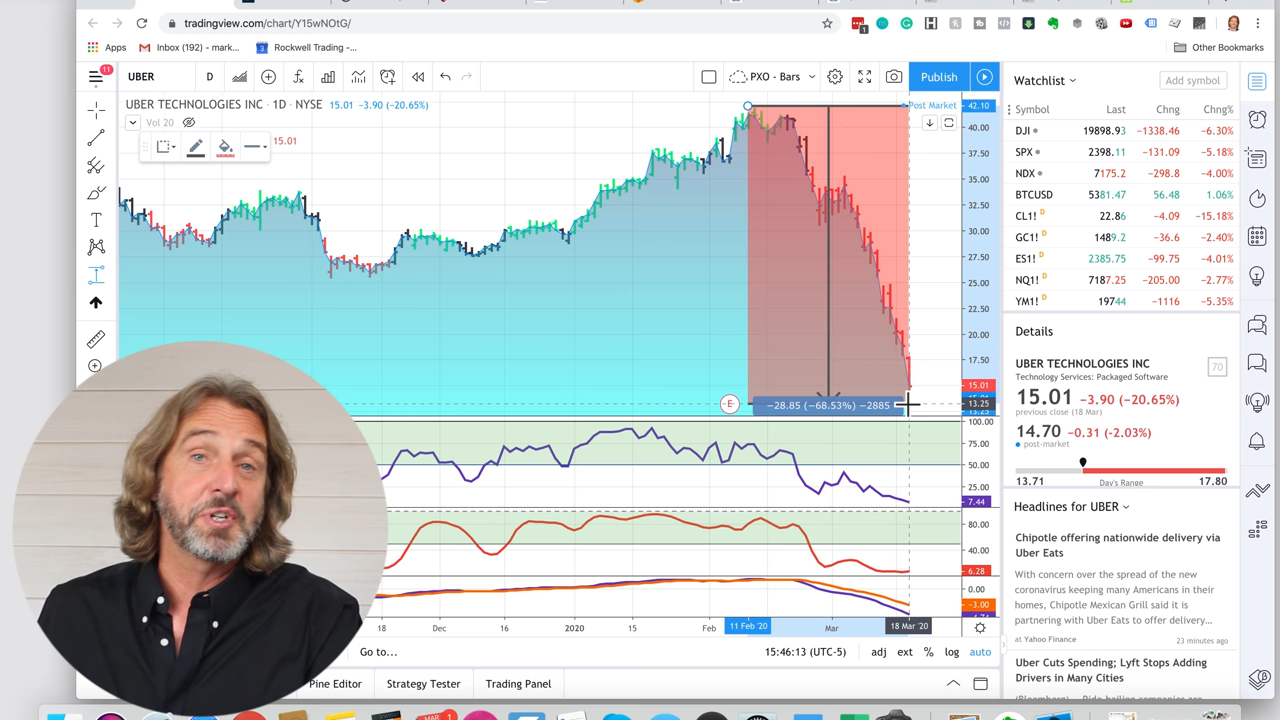 tradingview.com/chart/Y15wNOtG/
Apps
Inbox (192) - mark...
Rockwell Trading -...
Other Bookmarks
11
UBER
D
PXO - Bars
Publish
UBER TECHNOLOGIES INC · 1D · NYSE
15.01 −3.90 (−20.65%)
Vol 20
15.01
Post Market
42.10
40.00
37.50
35.00
32.50
30.00
27.50
25.00
22.50
20.00
17.50
15.01
13.25
E
−28.85 (−68.53%) −2885
100.00
75.00
50.00
25.00
7.44
80.00
40.00
6.28
0.00
−3.00
18
Dec
16
2020
15
Feb
11 Feb '20
Mar
18 Mar '20
Go to...
15:46:13 (UTC-5)
adj
ext
%
log
auto
Pine Editor
Strategy Tester
Trading Panel
Watchlist
Add symbol
Symbol Last Chng Chng%
DJI 19898.93 −1338.46 −6.30%
SPX 2398.11 −131.09 −5.18%
NDX 7175.2 −298.8 −4.00%
BTCUSD 5381.47 56.48 1.06%
CL1! D 22.86 −4.09 −15.18%
GC1! D 1489.2 −36.6 −2.40%
ES1! D 2385.75 −99.75 −4.01%
NQ1! D 7187.25 −205.00 −2.77%
YM1! D 19744 −1116 −5.35%
Details
UBER TECHNOLOGIES INC
70
Technology Services: Packaged Software
15.01 −3.90 (−20.65%)
previous close (18 Mar)
14.70 −0.31 (−2.03%)
post-market
13.71 Day's Range 17.80
Headlines for UBER
Chipotle offering nationwide delivery via
Uber Eats
With concern over the spread of the new
coronavirus keeping many Americans in their
homes, Chipotle Mexican Grill said it is
partnering with Uber Eats to offer delivery...
at Yahoo Finance
23 minutes ago
Uber Cuts Spending; Lyft Stops Adding
Drivers in Many Cities
MAR